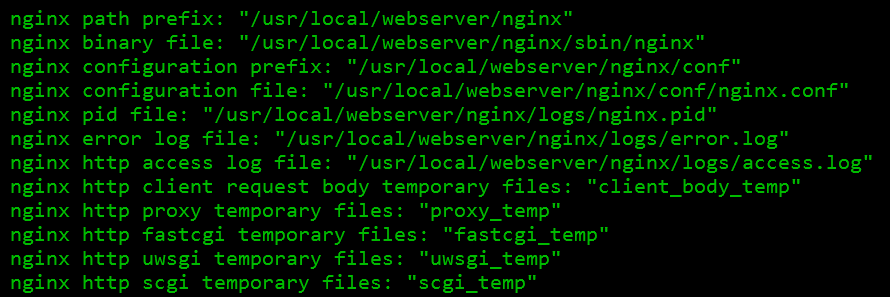 nginx path prefix: "/usr/local/webserver/nginx"
nginx binary file: "/usr/local/webserver/nginx/sbin/nginx"
nginx configuration prefix: "/usr/local/webserver/nginx/conf"
nginx configuration file: "/usr/local/webserver/nginx/conf/nginx.conf"
nginx pid file: "/usr/local/webserver/nginx/logs/nginx.pid"
nginx error log file: "/usr/local/webserver/nginx/logs/error.log"
nginx http access log file: "/usr/local/webserver/nginx/logs/access.log"
nginx http client request body temporary files: "client_body_temp"
nginx http proxy temporary files: "proxy_temp"
nginx http fastcgi temporary files: "fastcgi_temp"
nginx http uwsgi temporary files: "uwsgi_temp"
nginx http scgi temporary files: "scgi_temp"